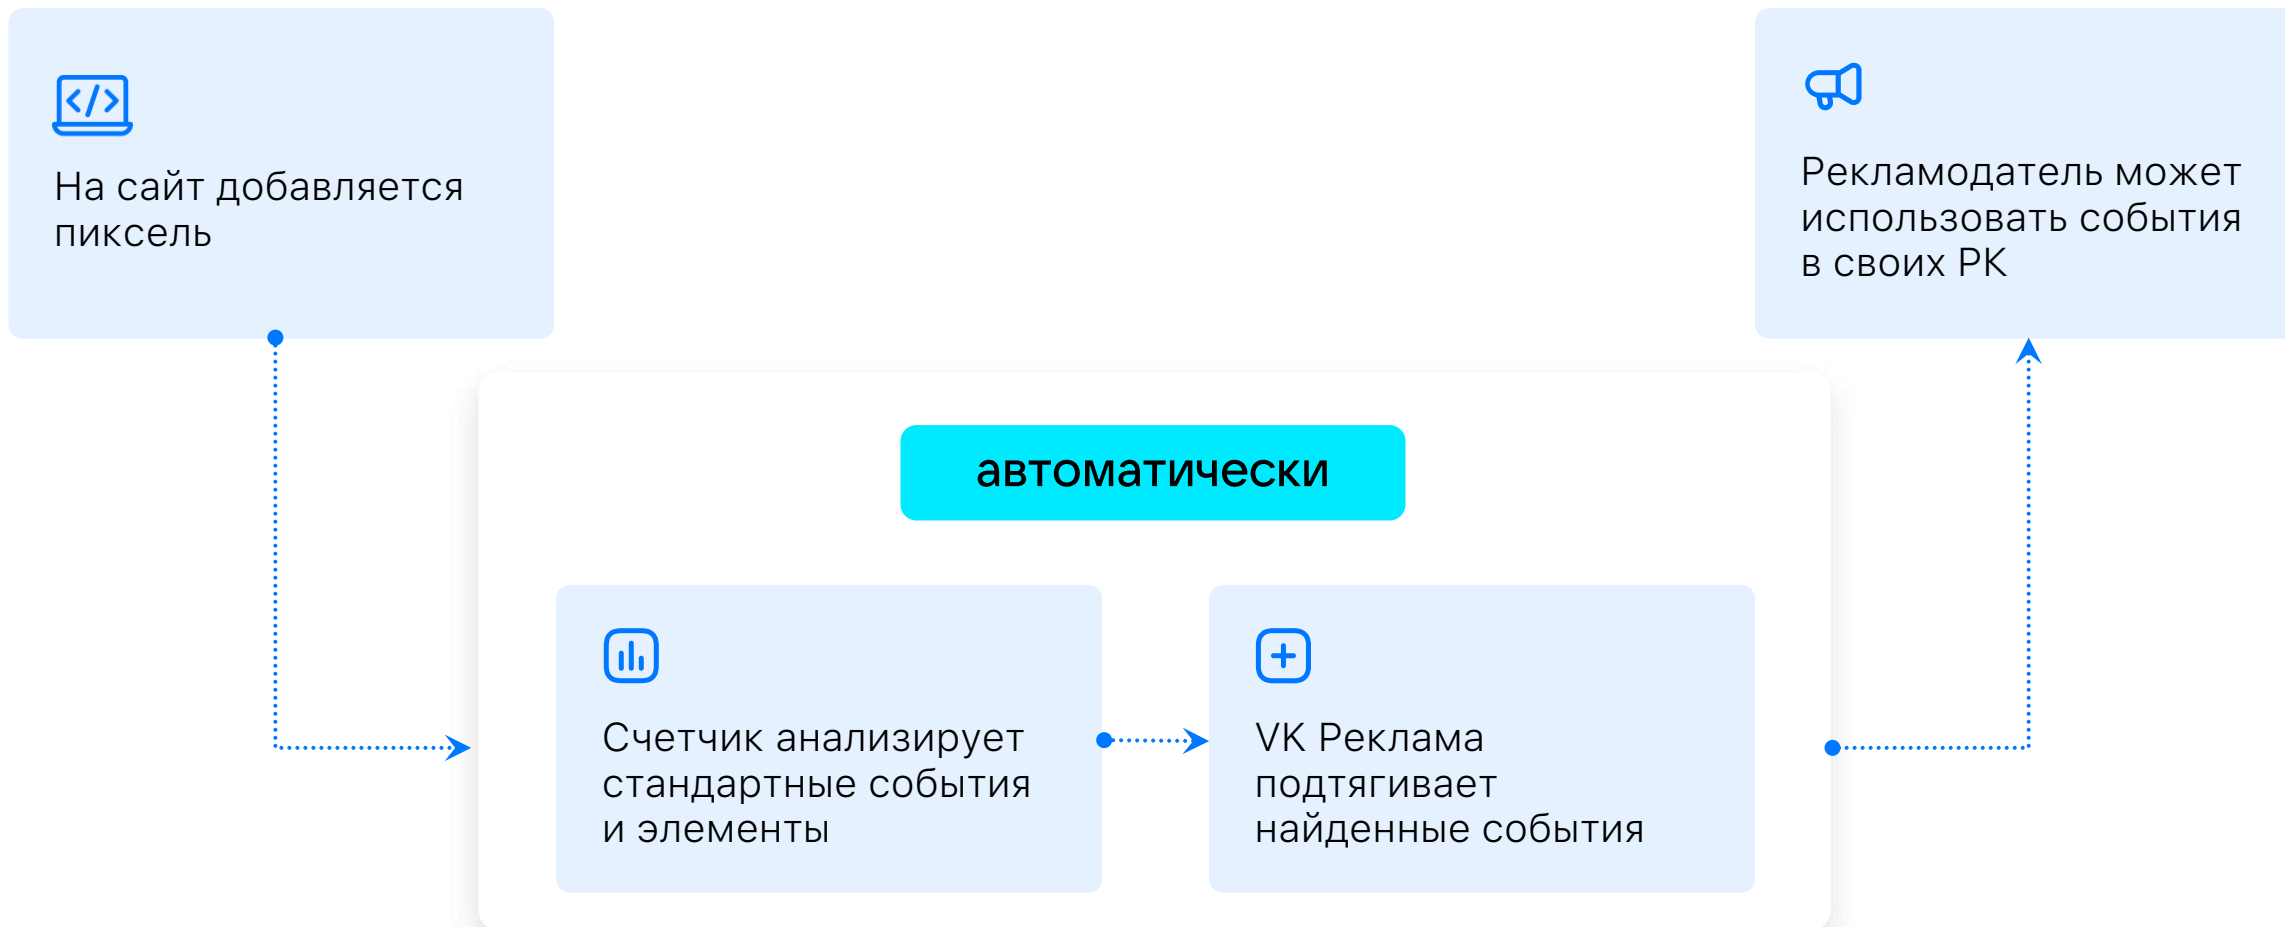 На сайт добавляется
пиксель
Рекламодатель может
использовать события
в своих РК
автоматически
Счетчик анализирует
стандартные события
и элементы
VK Реклама
подтягивает
найденные события